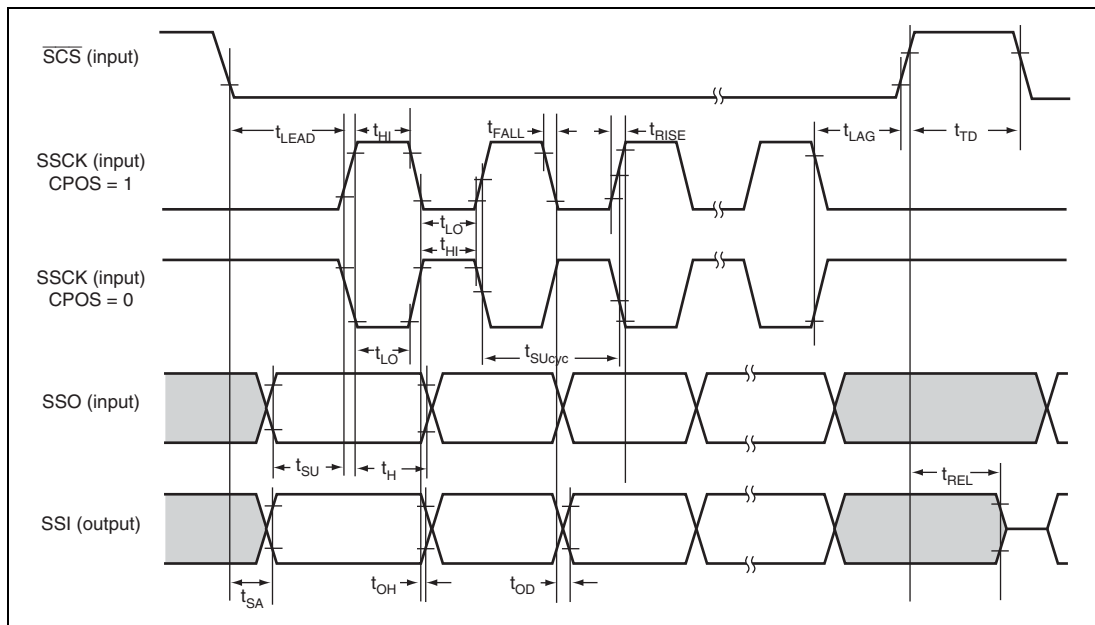 SCS (input)
tLEAD
tHI
tFALL
tRISE
tLAG
tTD
SSCK (input)
CPOS = 1
tLO
tHI
SSCK (input)
CPOS = 0
tLO
tSUcyc
SSO (input)
tSU
tH
tREL
SSI (output)
tSA
tOH
tOD